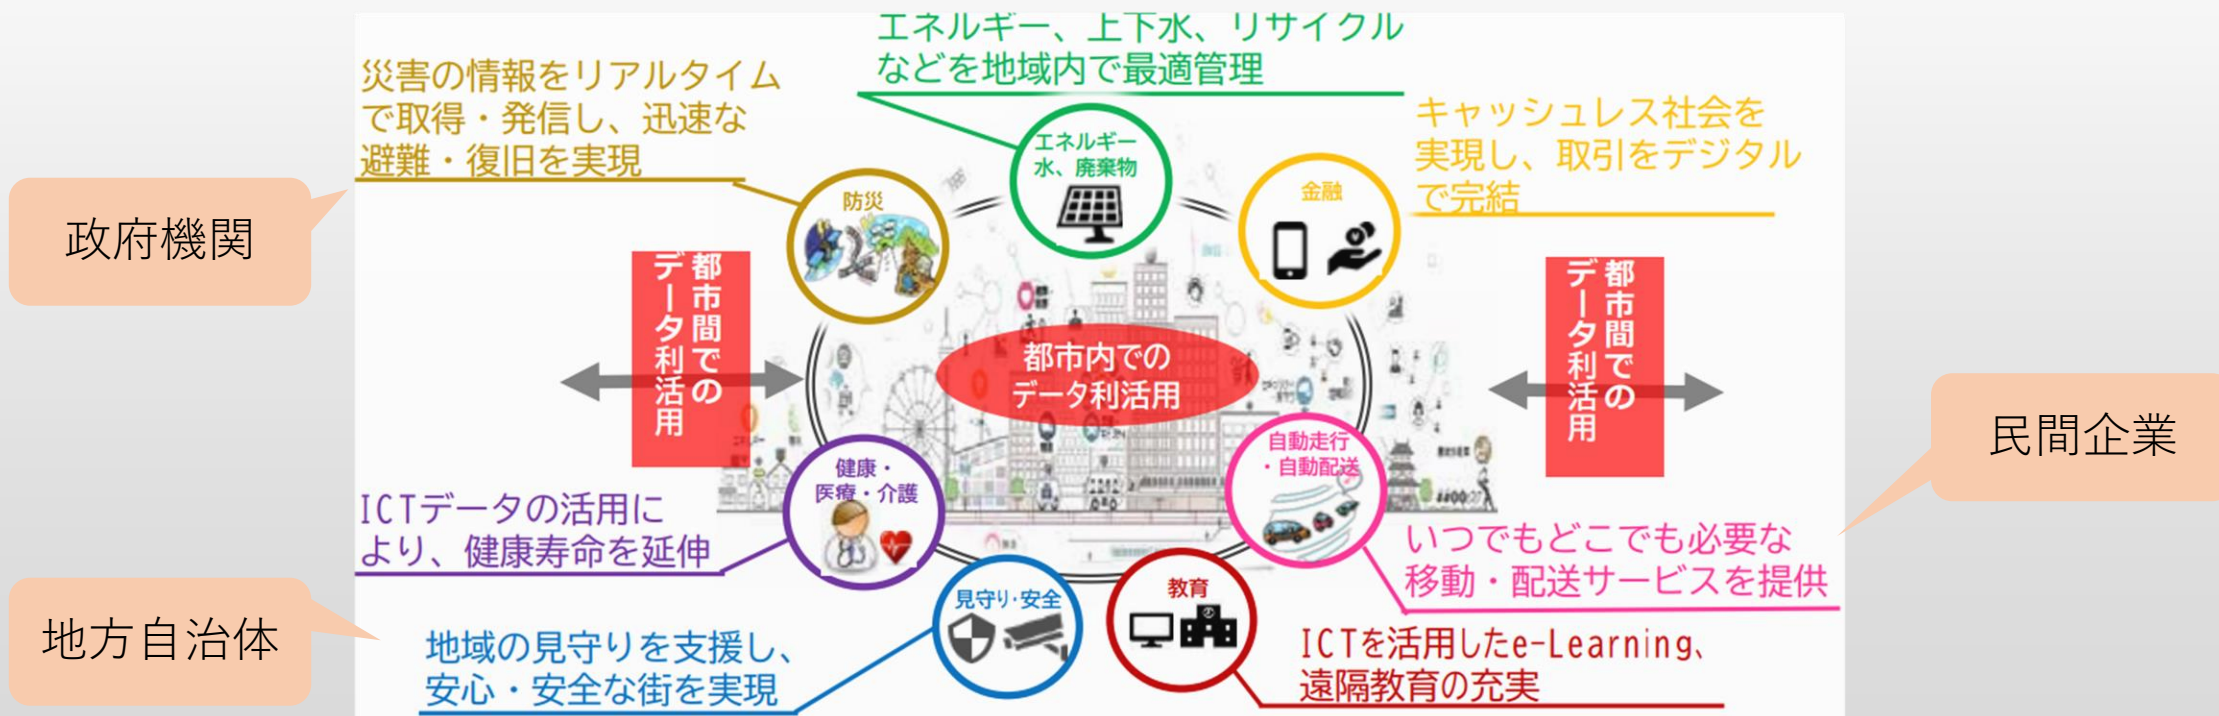 エネルギー、上下水、リサイクル
などを地域内で最適管理
災害の情報をリアルタイム
で取得・発信し、迅速な
避難・復旧を実現
キャッシュレス社会を
実現し、取引をデジタル
で完結
エネルギー
水、廃棄物
金融
防災
政府機関
都市間での
データ利活用
都市内での
データ利活用
都市間での
データ利活用
民間企業
自動走行
・自動配送
健康・
医療・介護
ICTデータの活用に
より、健康寿命を延伸
いつでもどこでも必要な
移動・配送サービスを提供
見守り・安全
教育
地方自治体
地域の見守りを支援し、
安心・安全な街を実現
ICTを活用したe-Learning、
遠隔教育の充実